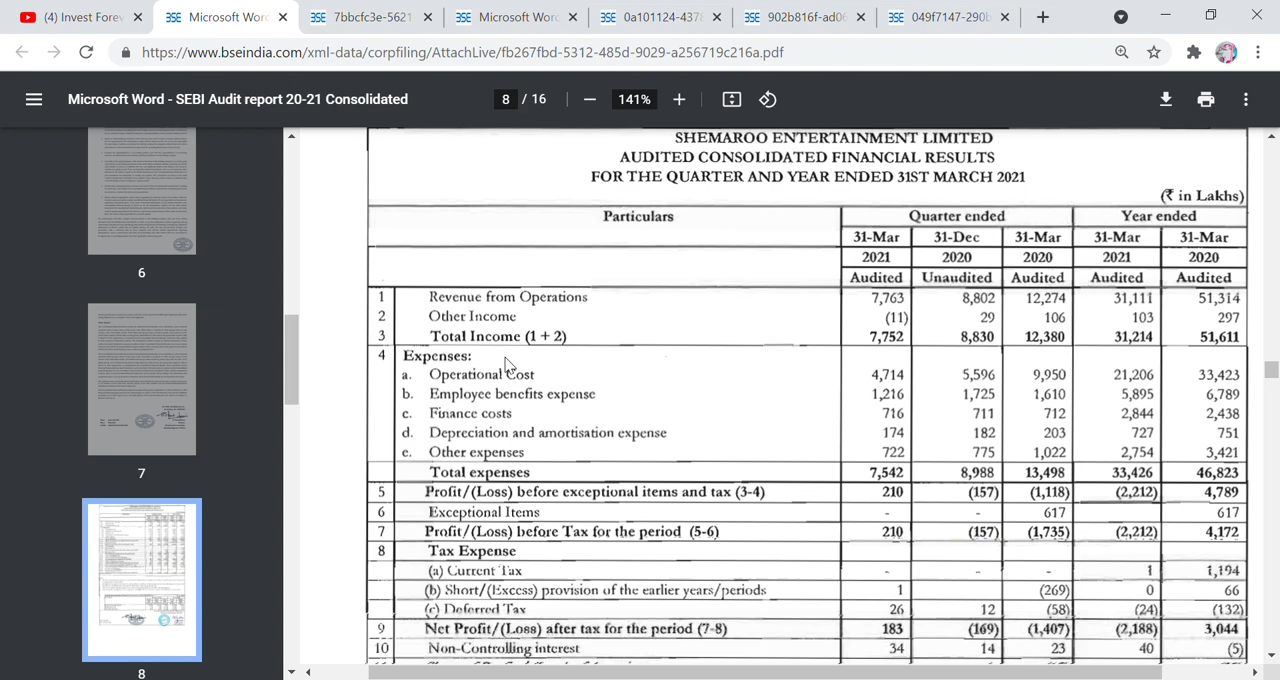 (4) Invest Forev
Microsoft Word
7bbcfc3e-5621
Microsoft Word
0a101124-437
902b816f-ad06
049f7147-290b
https://www.bseindia.com/xml-data/corpfiling/AttachLive/fb267fbd-5312-485d-9029-a256719c216a.pdf
Microsoft Word - SEBI Audit report 20-21 Consolidated
8 / 16
141%
6
7
8
SHEMAROO ENTERTAINMENT LIMITED
AUDITED CONSOLIDATED FINANCIAL RESULTS
FOR THE QUARTER AND YEAR ENDED 31ST MARCH 2021
(₹ in Lakhs)
Particulars Quarter ended Year ended
31-Mar 31-Dec 31-Mar 31-Mar 31-Mar
2021 2020 2020 2021 2020
Audited Unaudited Audited Audited Audited
1 Revenue from Operations 7,763 8,802 12,274 31,111 51,314
2 Other Income (11) 29 106 103 297
3 Total Income (1 + 2) 7,752 8,830 12,380 31,214 51,611
4 Expenses:
a. Operational Cost 4,714 5,596 9,950 21,206 33,423
b. Employee benefits expense 1,216 1,725 1,610 5,895 6,789
c. Finance costs 716 711 712 2,844 2,438
d. Depreciation and amortisation expense 174 182 203 727 751
e. Other expenses 722 775 1,022 2,754 3,421
Total expenses 7,542 8,988 13,498 33,426 46,823
5 Profit/(Loss) before exceptional items and tax (3-4) 210 (157) (1,118) (2,212) 4,789
6 Exceptional Items - - 617 - 617
7 Profit/(Loss) before Tax for the period (5-6) 210 (157) (1,735) (2,212) 4,172
8 Tax Expense
(a) Current Tax - - - 1 1,194
(b) Short/(Excess) provision of the earlier years/periods 1 - (269) 0 66
(c) Deferred Tax 26 12 (58) (24) (132)
9 Net Profit/(Loss) after tax for the period (7-8) 183 (169) (1,407) (2,188) 3,044
10 Non-Controlling interest 34 14 23 40 (5)